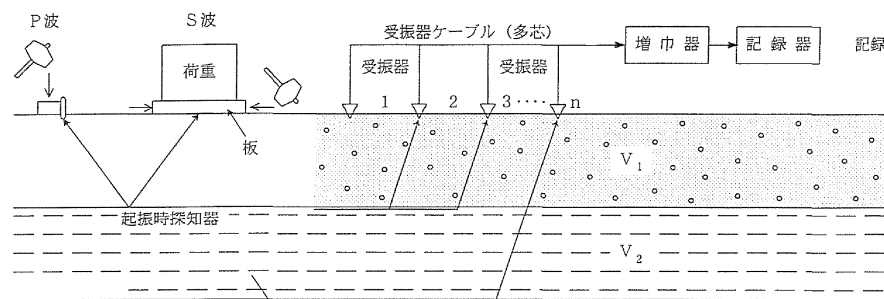 P波
S波
受振器ケーブル（多芯）
増巾器
記録器
記録
荷重
受振器
受振器
1
2
3‥‥
n
板
V₁
起振時探知器
V₂